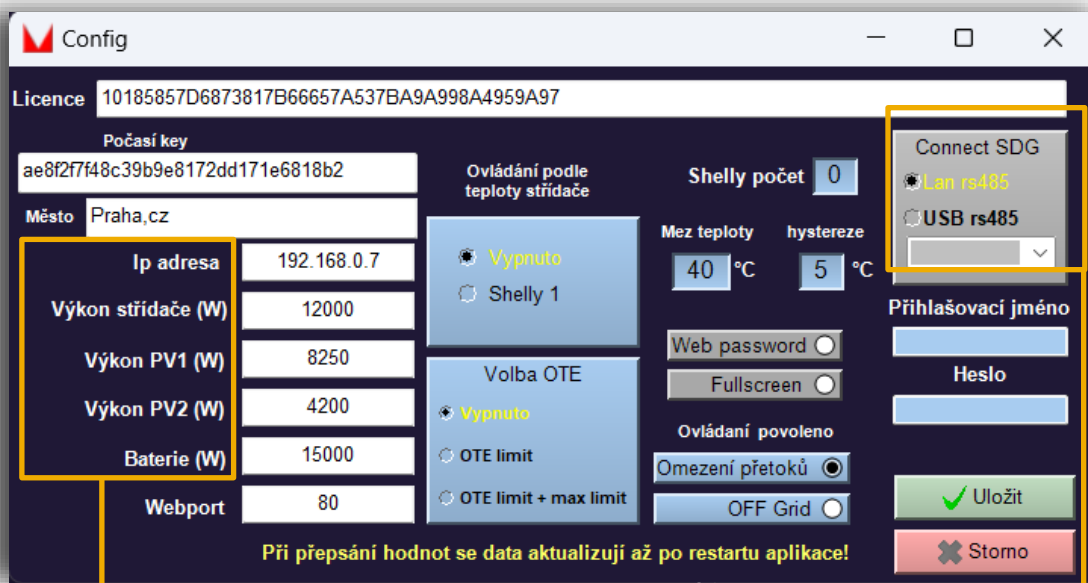 Config
Licence 10185857D6873817B66657A537BA9A998A4959A97
Počasí key
ae8f2f7f48c39b9e8172dd171e6818b2
Město Praha,cz
Ip adresa 192.168.0.7
Výkon střídače (W) 12000
Výkon PV1 (W) 8250
Výkon PV2 (W) 4200
Baterie (W) 15000
Webport 80
Ovládání podle
teploty střídače
Vypnuto
Shelly 1
Volba OTE
Vypnuto
OTE limit
OTE limit + max limit
Shelly počet 0
Mez teploty hystereze
40 °C 5 °C
Web password
Fullscreen
Ovládaní povoleno
Omezení přetoků
OFF Grid
Connect SDG
Lan rs485
USB rs485
Přihlašovací jméno
Heslo
Uložit
Storno
Při přepsání hodnot se data aktualizují až po restartu aplikace!